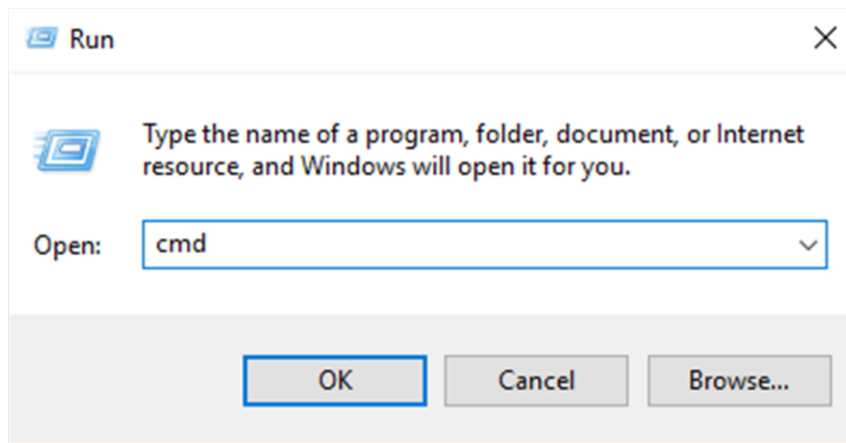 Run
Type the name of a program, folder, document, or Internet
resource, and Windows will open it for you.
Open: cmd
OK Cancel Browse...